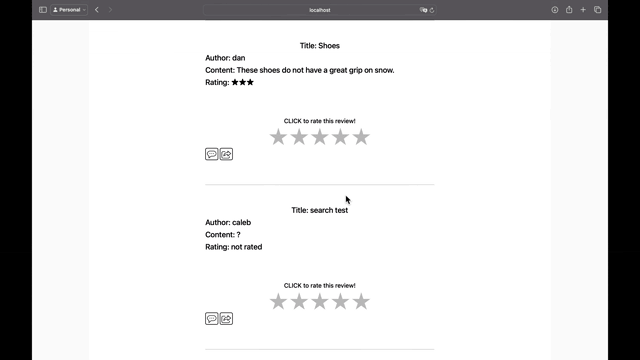 Personal
localhost
Title: Shoes
Author: dan
Content: These shoes do not have a great grip on snow.
Rating: ★★★
CLICK to rate this review!
Title: search test
Author: caleb
Content: ?
Rating: not rated
CLICK to rate this review!